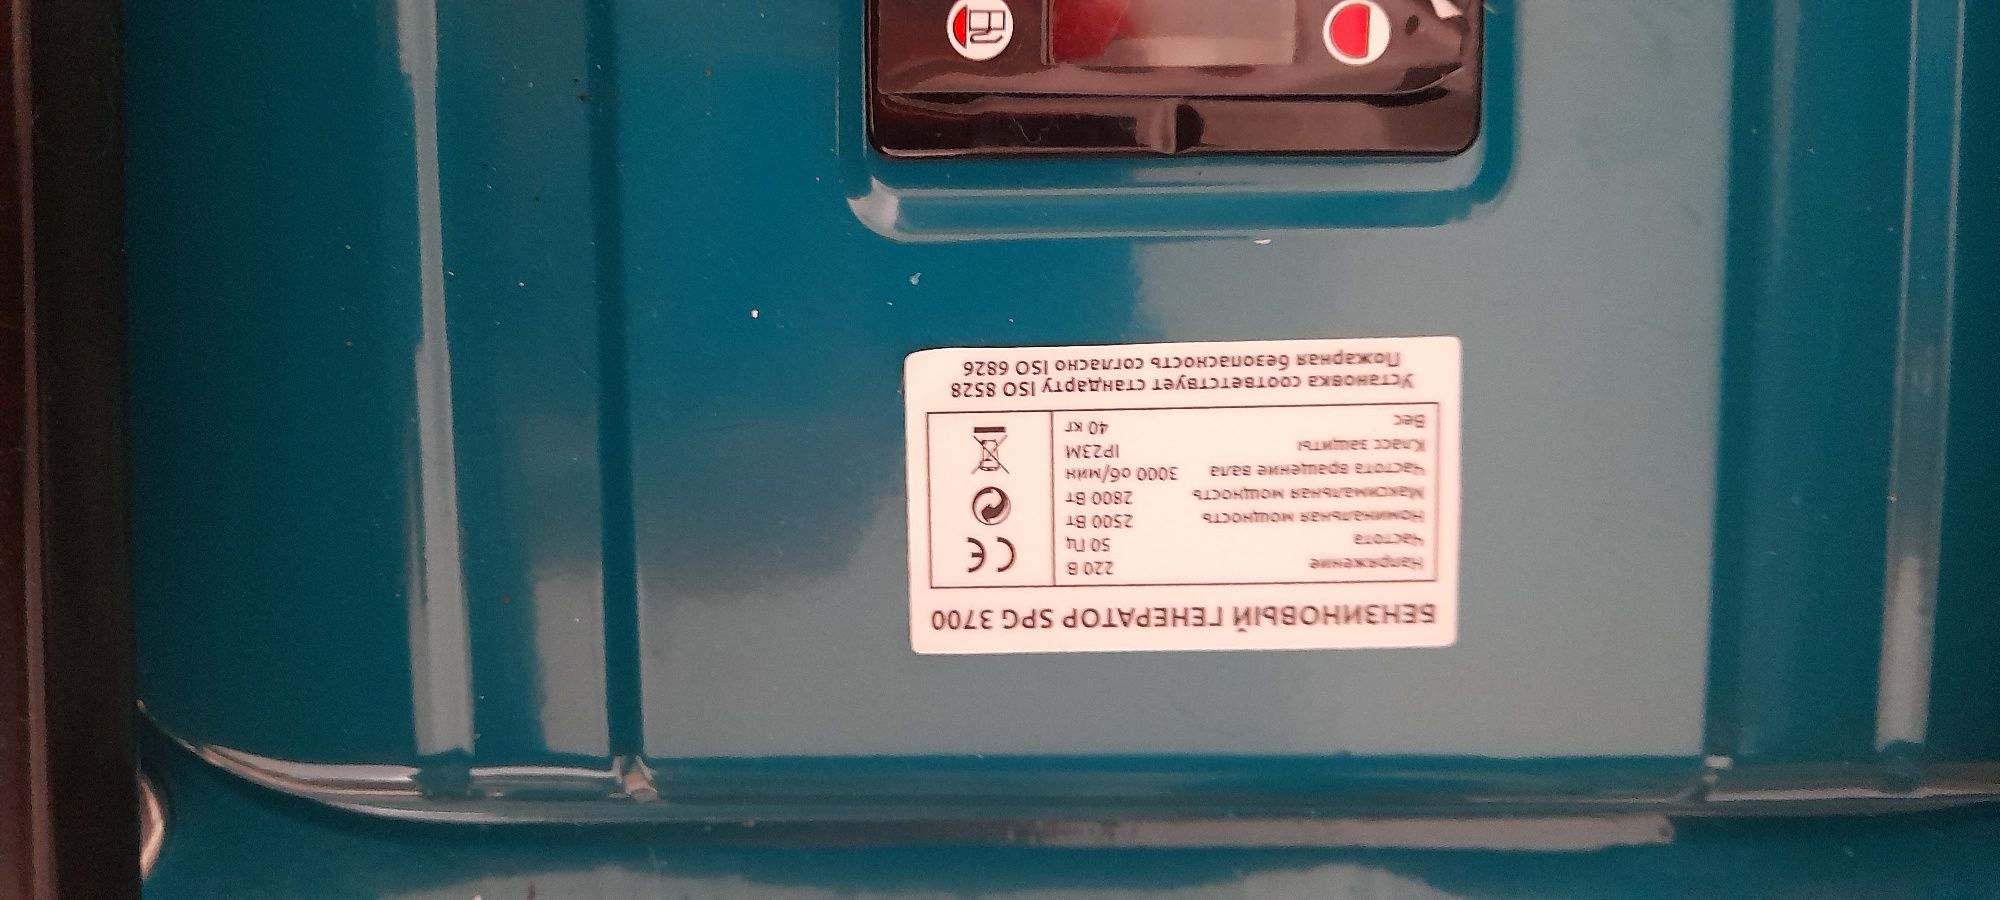 БЕНЗИНОВЫЙ ГЕНЕРАТОР SPG 3700
Напряжение 220 В
Частота 50 Гц
Номинальная мощность 2500 Вт
Максимальная мощность 2800 Вт
Частота вращение вала 3000 об/мин
Класс защиты IP23M
Вес 40 кг
CE
Установка соответствует стандарту ISO 8528
Пожарная безопасность согласно ISO 6826